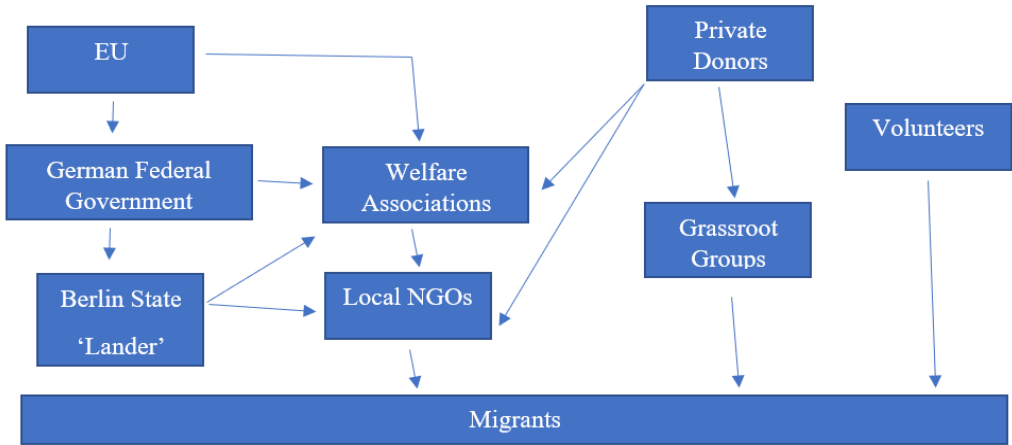 EU
Private
Donors
Volunteers
German Federal
Government
Welfare
Associations
Grassroot
Groups
Berlin State
‘Lander’
Local NGOs
Migrants